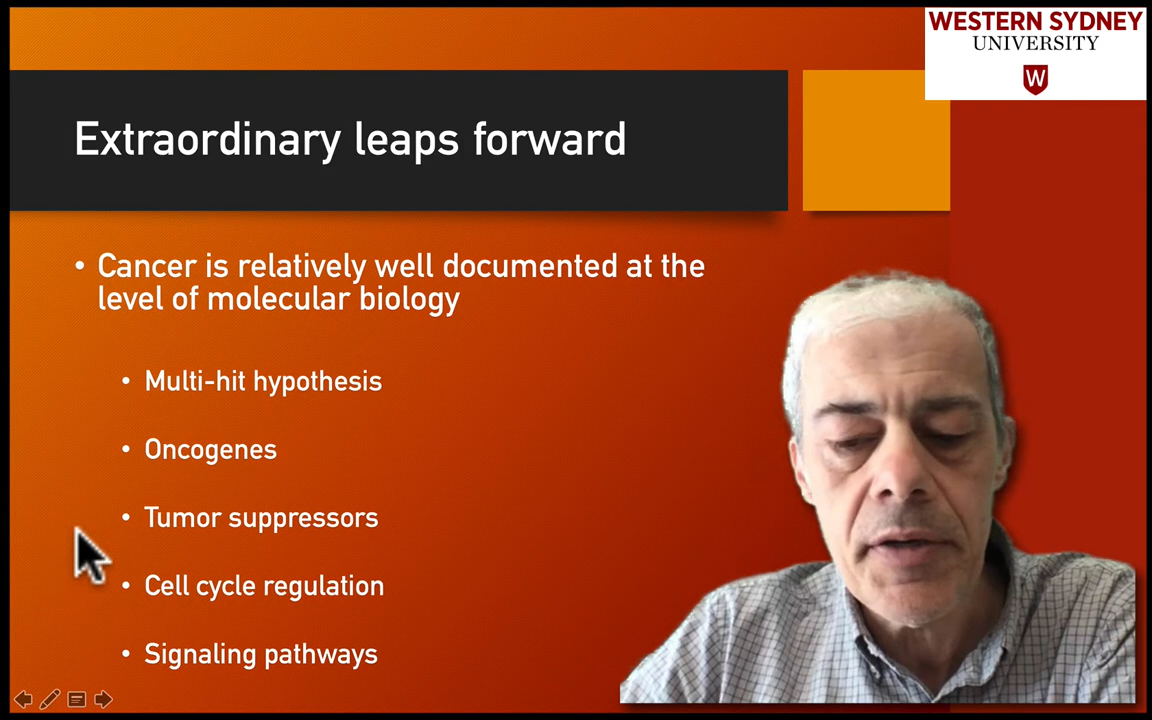 WESTERN SYDNEY
UNIVERSITY
W
Extraordinary leaps forward
• Cancer is relatively well documented at the
level of molecular biology
• Multi-hit hypothesis
• Oncogenes
• Tumor suppressors
• Cell cycle regulation
• Signaling pathways